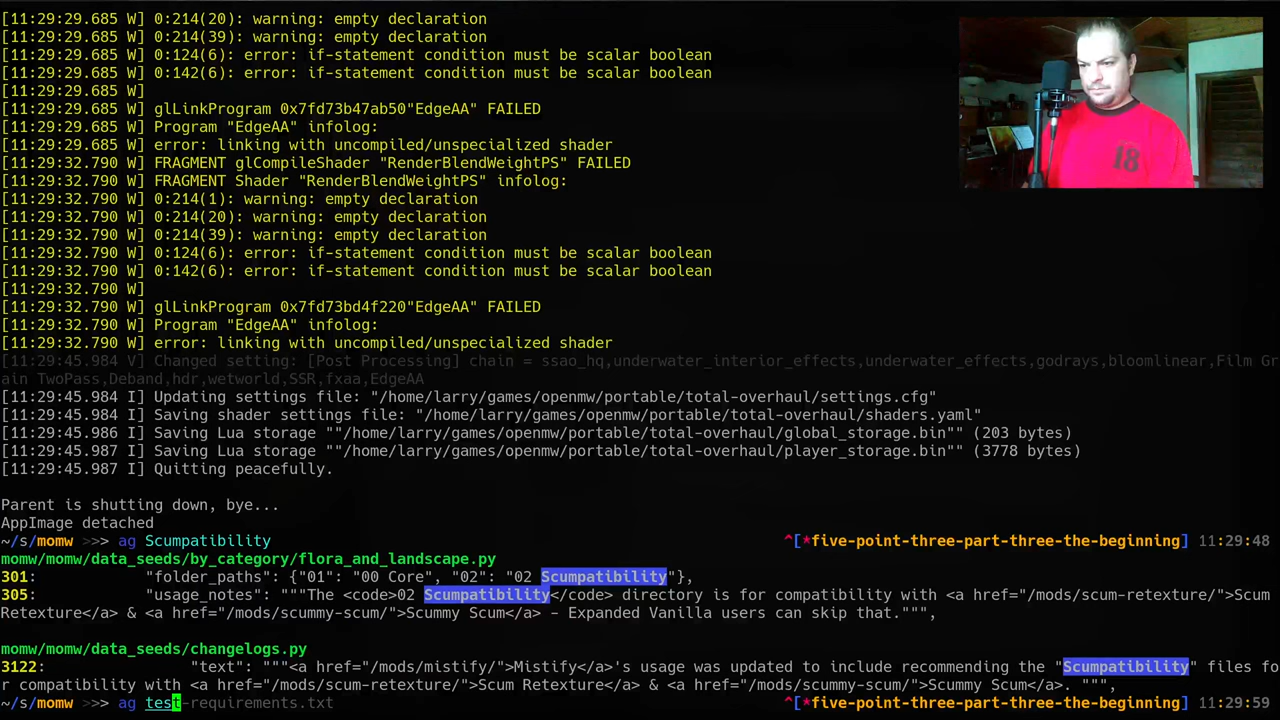 [11:29:29.685 W] 0:214(20): warning: empty declaration
[11:29:29.685 W] 0:214(39): warning: empty declaration
[11:29:29.685 W] 0:124(6): error: if-statement condition must be scalar boolean
[11:29:29.685 W] 0:142(6): error: if-statement condition must be scalar boolean
[11:29:29.685 W]
[11:29:29.685 W] glLinkProgram 0x7fd73b47ab50"EdgeAA" FAILED
[11:29:29.685 W] Program "EdgeAA" infolog:
[11:29:29.685 W] error: linking with uncompiled/unspecialized shader
[11:29:32.790 W] FRAGMENT glCompileShader "RenderBlendWeightPS" FAILED
[11:29:32.790 W] FRAGMENT Shader "RenderBlendWeightPS" infolog:
[11:29:32.790 W] 0:214(1): warning: empty declaration
[11:29:32.790 W] 0:214(20): warning: empty declaration
[11:29:32.790 W] 0:214(39): warning: empty declaration
[11:29:32.790 W] 0:124(6): error: if-statement condition must be scalar boolean
[11:29:32.790 W] 0:142(6): error: if-statement condition must be scalar boolean
[11:29:32.790 W]
[11:29:32.790 W] glLinkProgram 0x7fd73bd4f220"EdgeAA" FAILED
[11:29:32.790 W] Program "EdgeAA" infolog:
[11:29:32.790 W] error: linking with uncompiled/unspecialized shader
[11:29:45.984 V] Changed setting: [Post Processing] chain = ssao_hq,underwater_interior_effects,underwater_effects,godrays,bloomlinear,Film Gr
ain TwoPass,Deband,hdr,wetworld,SSR,fxaa,EdgeAA
[11:29:45.984 I] Updating settings file: "/home/larry/games/openmw/portable/total-overhaul/settings.cfg"
[11:29:45.984 I] Saving shader settings file: "/home/larry/games/openmw/portable/total-overhaul/shaders.yaml"
[11:29:45.986 I] Saving Lua storage ""/home/larry/games/openmw/portable/total-overhaul/global_storage.bin"" (203 bytes)
[11:29:45.987 I] Saving Lua storage ""/home/larry/games/openmw/portable/total-overhaul/player_storage.bin"" (3778 bytes)
[11:29:45.987 I] Quitting peacefully.
Parent is shutting down, bye...
AppImage detached
~/s/momw >>> ag Scumpatibility ^[*five-point-three-part-three-the-beginning] 11:29:48
momw/momw/data_seeds/by_category/flora_and_landscape.py
301: "folder_paths": {"01": "00 Core", "02": "02 Scumpatibility"},
305: "usage_notes": """The <code>02 Scumpatibility</code> directory is for compatibility with <a href="/mods/scum-retexture/">Scum
Retexture</a> & <a href="/mods/scummy-scum/">Scummy Scum</a> - Expanded Vanilla users can skip that.""",
momw/momw/data_seeds/changelogs.py
3122: "text": """<a href="/mods/mistify/">Mistify</a>'s usage was updated to include recommending the "Scumpatibility" files fo
r compatibility with <a href="/mods/scum-retexture/">Scum Retexture</a> & <a href="/mods/scummy-scum/">Scummy Scum</a>. """,
~/s/momw >>> ag test-requirements.txt ^[*five-point-three-part-three-the-beginning] 11:29:59
18